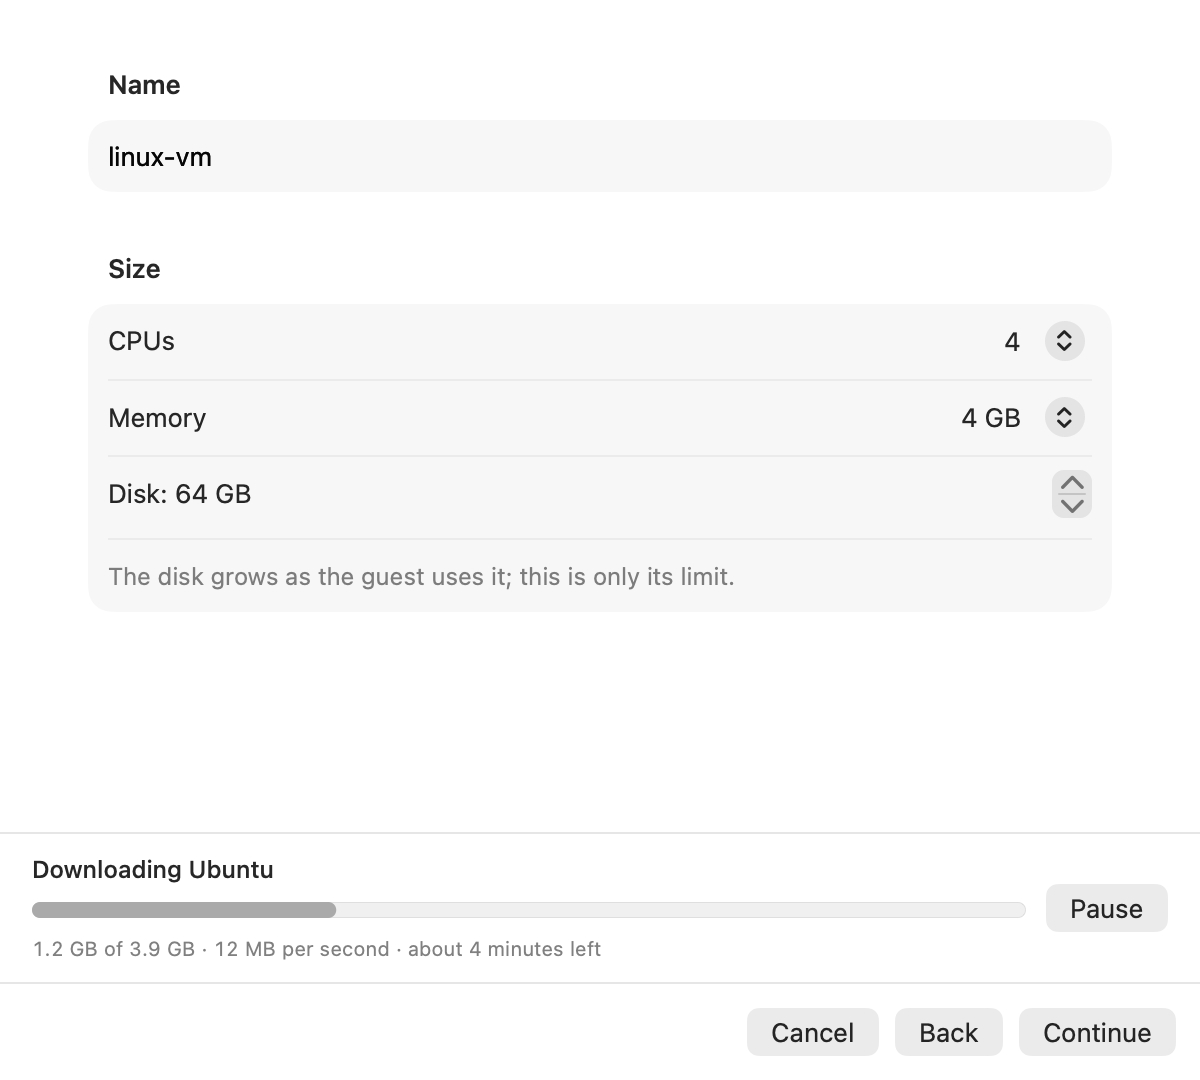 Name
linux-vm
Size
CPUs 4
Memory 4 GB
Disk: 64 GB
The disk grows as the guest uses it; this is only its limit.
Downloading Ubuntu
Pause
1.2 GB of 3.9 GB · 12 MB per second · about 4 minutes left
Cancel Back Continue